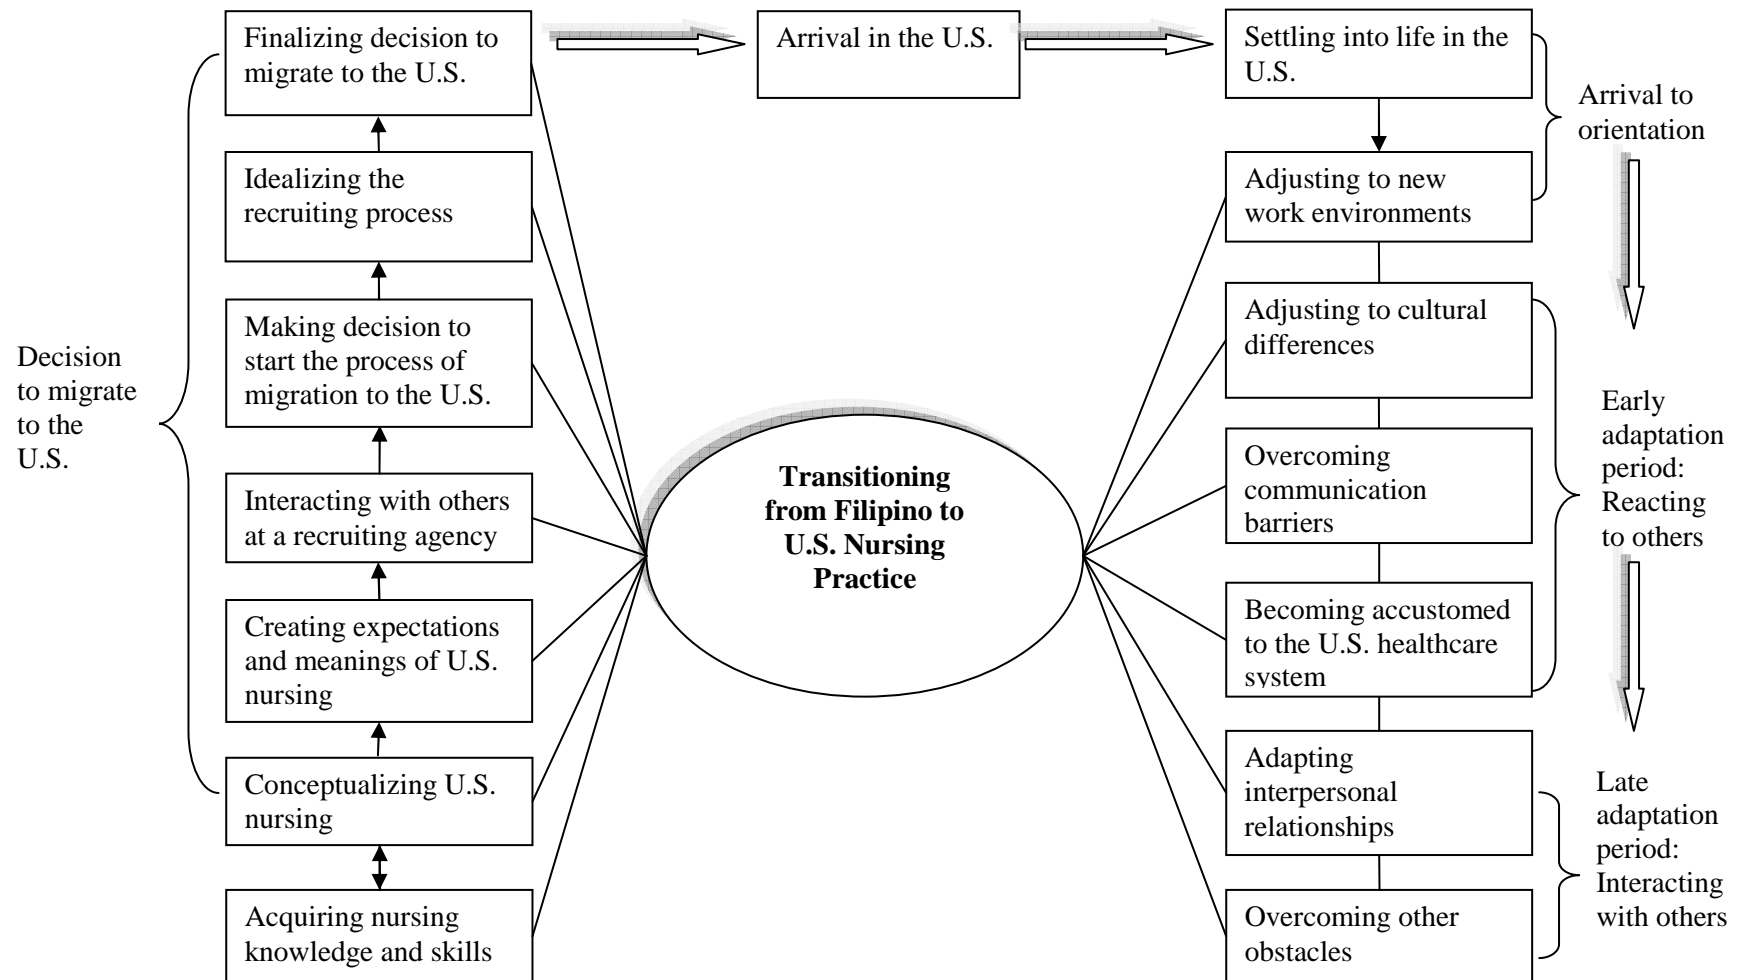 Finalizing decision to
migrate to the U.S.
Arrival in the U.S.
Settling into life in the
U.S.
Arrival to
orientation
Idealizing the
recruiting process
Adjusting to new
work environments
Making decision to
start the process of
migration to the U.S.
Adjusting to cultural
differences
Decision
to migrate
to the
U.S.
Early
adaptation
period:
Reacting
to others
Interacting with others
at a recruiting agency
Transitioning
from Filipino to
U.S. Nursing
Practice
Overcoming
communication
barriers
Creating expectations
and meanings of U.S.
nursing
Becoming accustomed
to the U.S. healthcare
system
Conceptualizing U.S.
nursing
Adapting
interpersonal
relationships
Late
adaptation
period:
Interacting
with others
Acquiring nursing
knowledge and skills
Overcoming other
obstacles